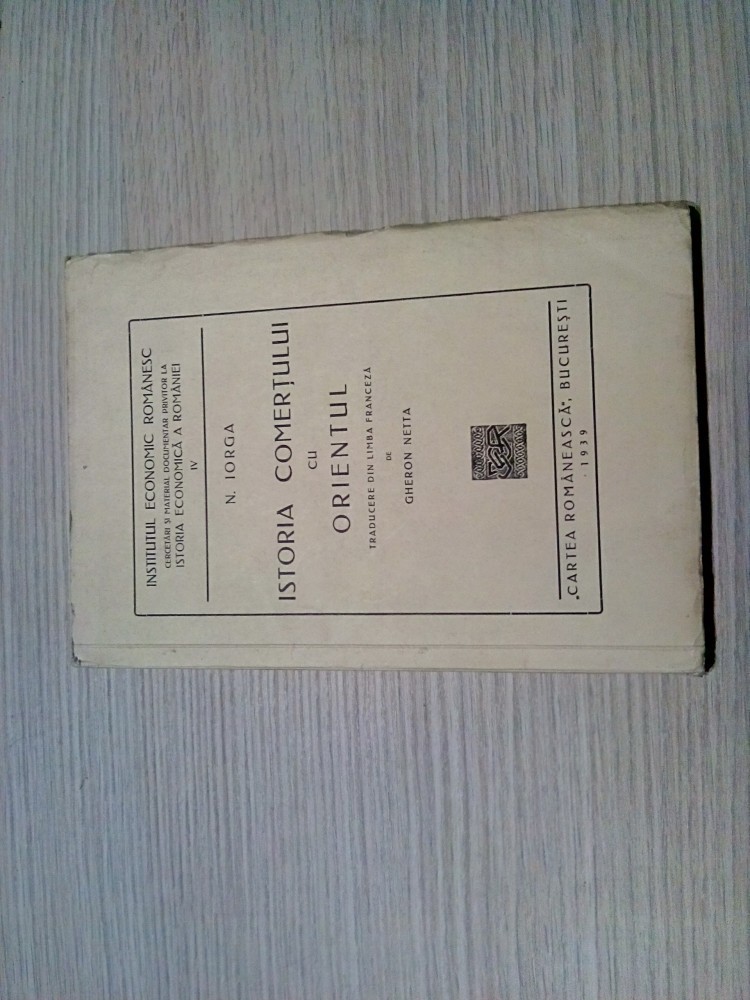 INSTITUTUL ECONOMIC ROMÂNESC
CERCETĂRI ȘI MATERIAL DOCUMENTAR PRIVITOR LA
ISTORIA ECONOMICĂ A ROMÂNIEI
IV
N. IORGA
ISTORIA COMERȚULUI
CU
ORIENTUL
TRADUCERE DIN LIMBA FRANCEZĂ
DE
GHERON NETTA
CR
„CARTEA ROMÂNEASCĂ”, BUCUREȘTI
1939